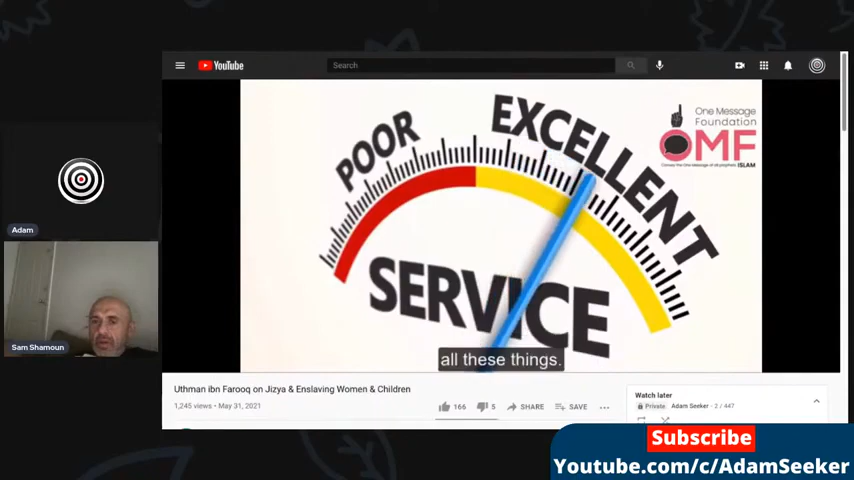 YouTube
Search
POOR
EXCELLENT
SERVICE
One Message
Foundation
OMF
ISLAM
all these things.
Adam
Sam Shamoun
Uthman ibn Farooq on Jizya & Enslaving Women & Children
1,245 views • May 31, 2021
166
5
SHARE
SAVE
Watch later
Private Adam Seeker - 2 / 447
Subscribe
Youtube.com/c/AdamSeeker